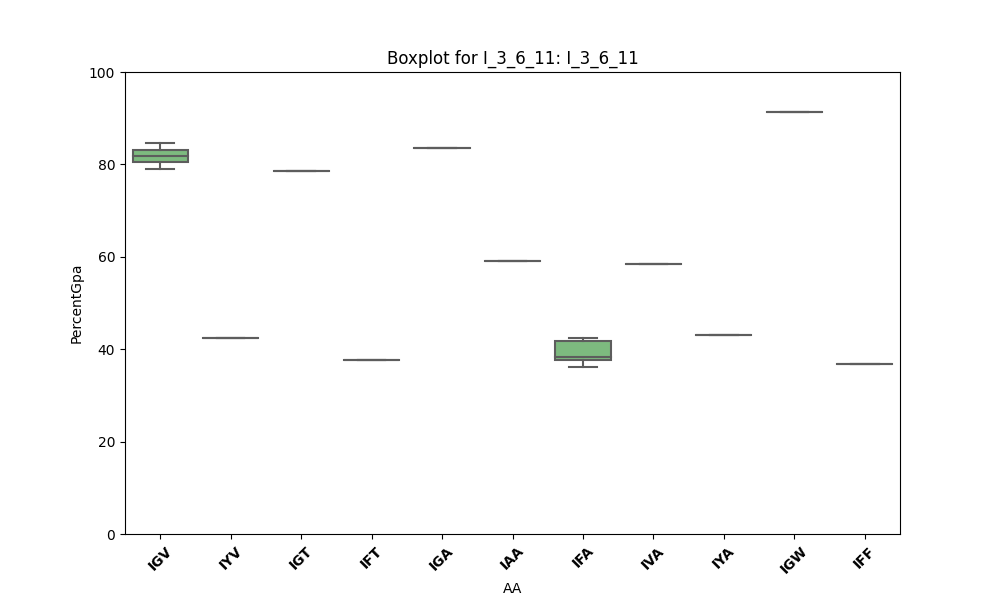 Boxplot for I_3_6_11: I_3_6_11
100
80
60
40
20
0
PercentGpa
IGV
IYV
IGT
IFT
IGA
IAA
IFA
IVA
IYA
IGW
IFF
AA